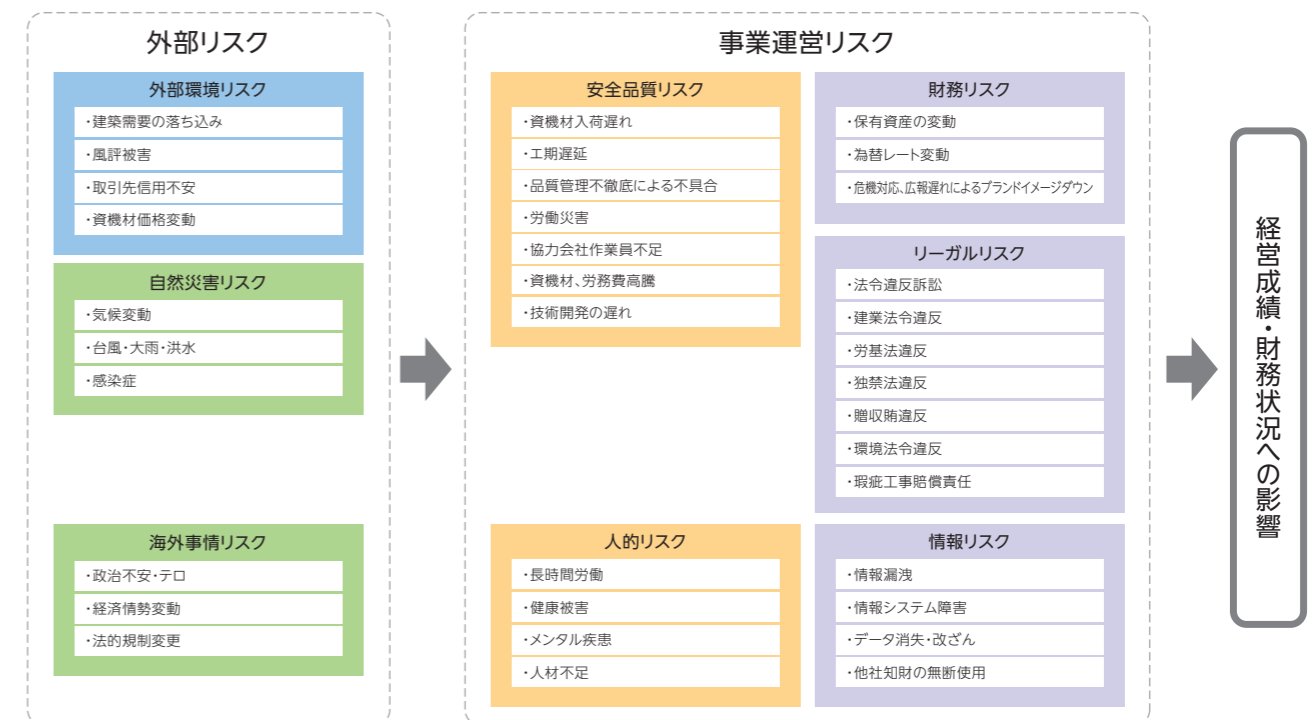 外部リスク
外部環境リスク
・建築需要の落ち込み
・風評被害
・取引先信用不安
・資機材価格変動
自然災害リスク
・気候変動
・台風・大雨・洪水
・感染症
海外事情リスク
・政治不安・テロ
・経済情勢変動
・法的規制変更
事業運営リスク
安全品質リスク
・資機材入荷遅れ
・工期遅延
・品質管理不徹底による不具合
・労働災害
・協力会社作業員不足
・資機材、労務費高騰
・技術開発の遅れ
人的リスク
・長時間労働
・健康被害
・メンタル疾患
・人材不足
財務リスク
・保有資産の変動
・為替レート変動
・危機対応、広報遅れによるブランドイメージダウン
リーガルリスク
・法令違反訴訟
・建業法令違反
・労基法違反
・独禁法違反
・贈収賄違反
・環境法令違反
・瑕疵工事賠償責任
情報リスク
・情報漏洩
・情報システム障害
・データ消失・改ざん
・他社知財の無断使用
経営成績・財務状況への影響